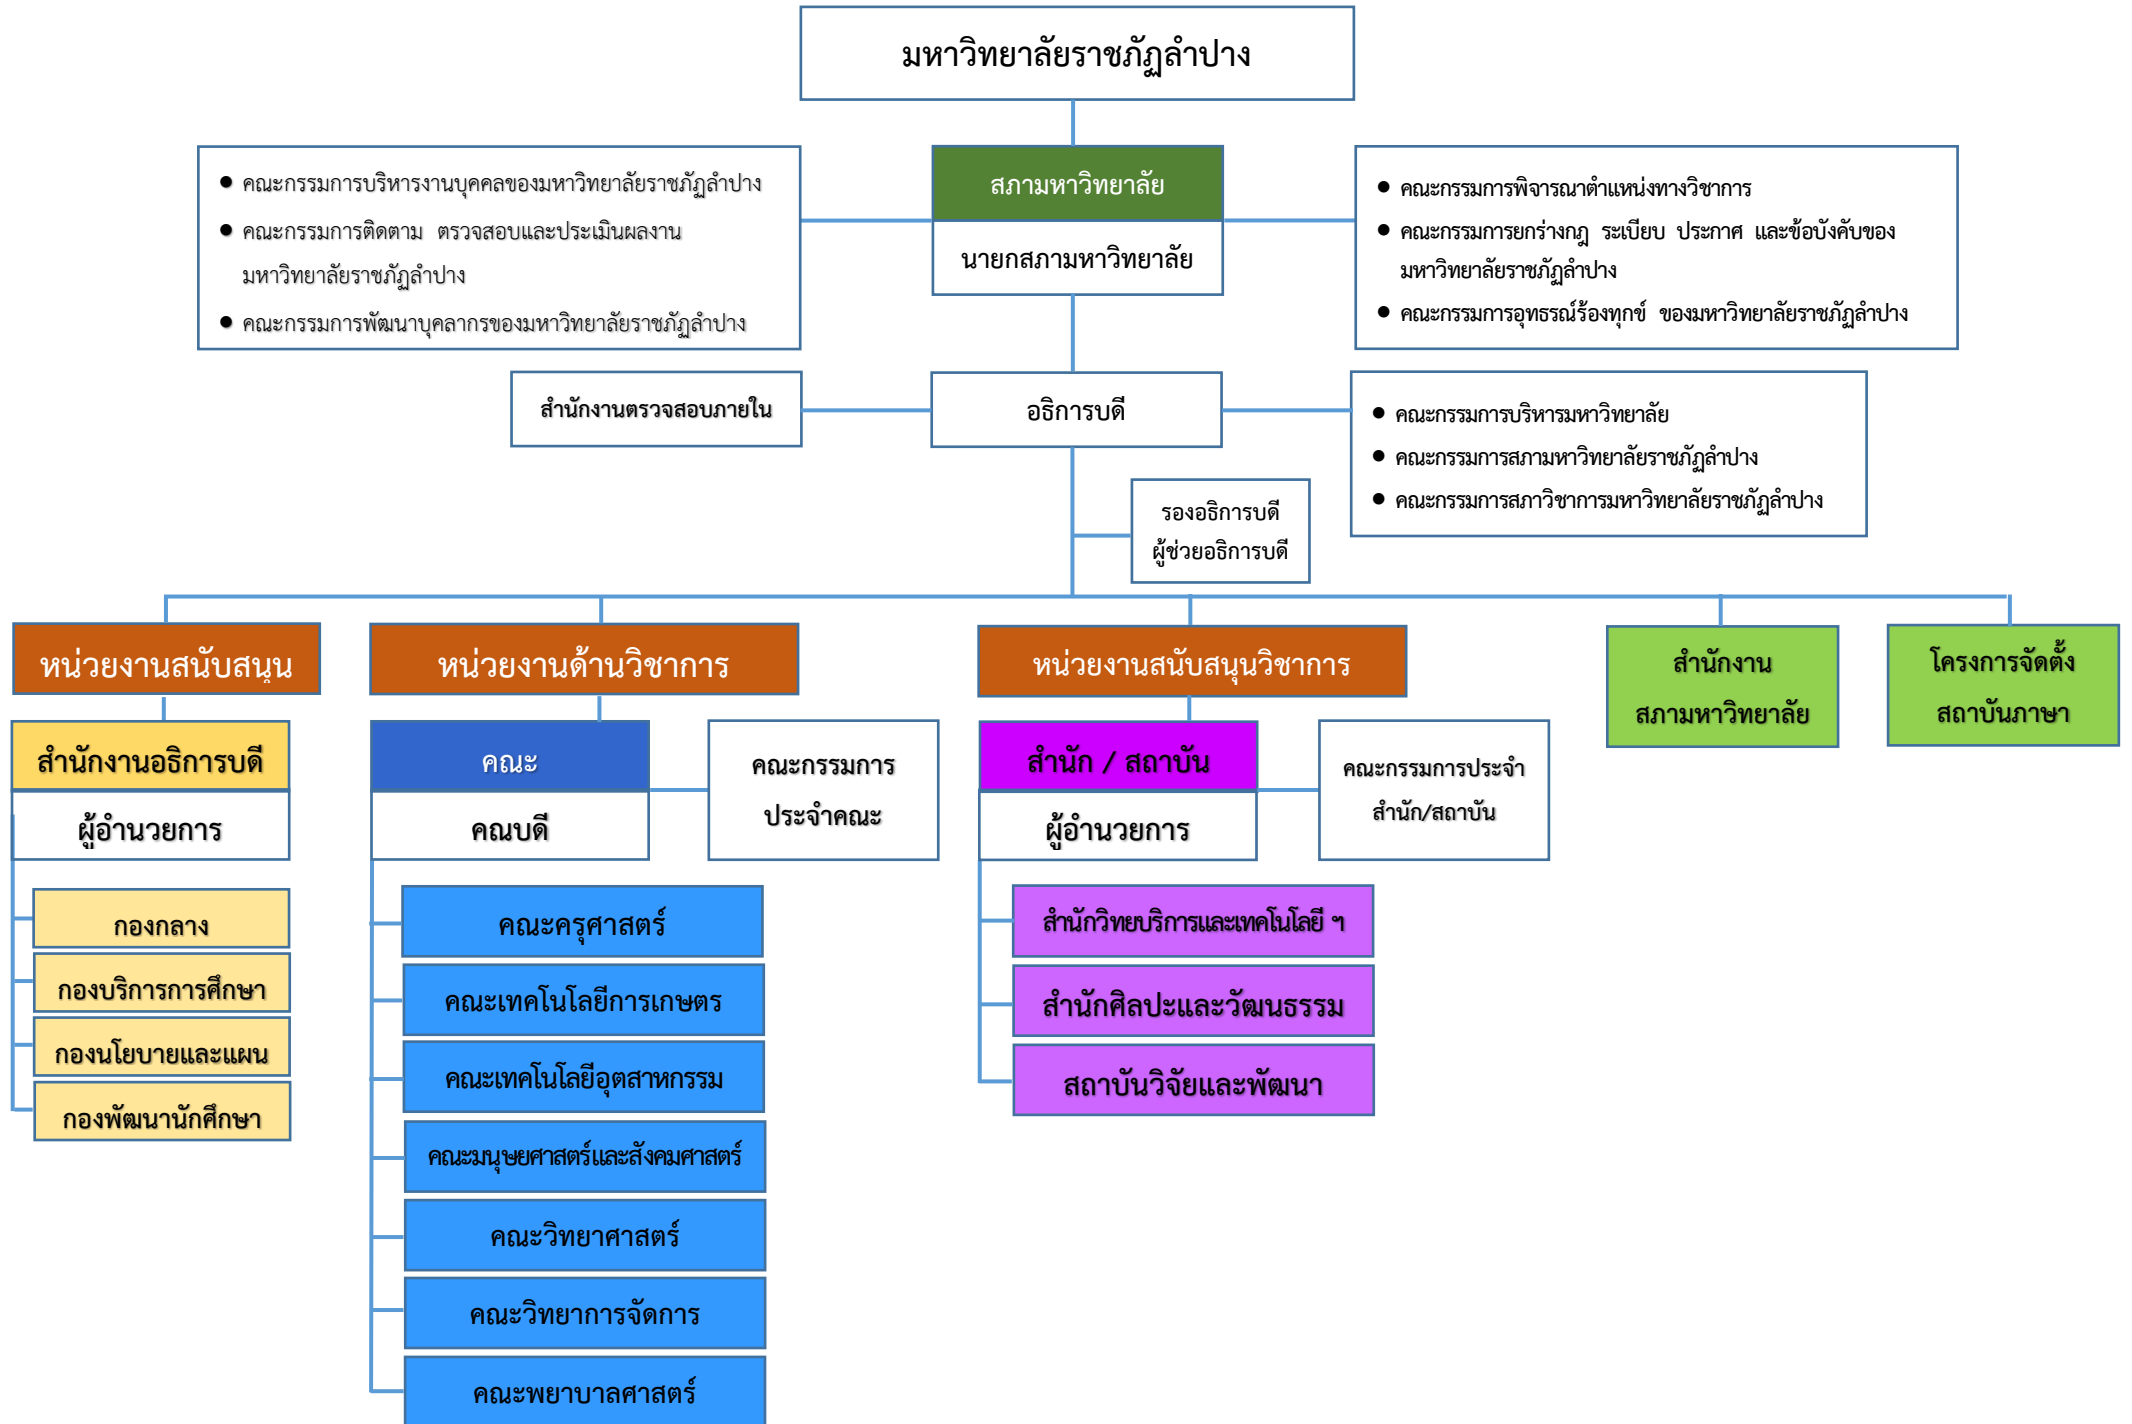 มหาวิทยาลัยราชภัฏลำปาง
● คณะกรรมการบริหารงานบุคคลของมหาวิทยาลัยราชภัฏลำปาง
● คณะกรรมการติดตาม ตรวจสอบและประเมินผลงาน
มหาวิทยาลัยราชภัฏลำปาง
● คณะกรรมการพัฒนาบุคลากรของมหาวิทยาลัยราชภัฏลำปาง
สภามหาวิทยาลัย
นายกสภามหาวิทยาลัย
● คณะกรรมการพิจารณาตำแหน่งทางวิชาการ
● คณะกรรมการยกร่างกฎ ระเบียบ ประกาศ และข้อบังคับของ
มหาวิทยาลัยราชภัฏลำปาง
● คณะกรรมการอุทธรณ์ร้องทุกข์ ของมหาวิทยาลัยราชภัฏลำปาง
สำนักงานตรวจสอบภายใน
อธิการบดี
● คณะกรรมการบริหารมหาวิทยาลัย
● คณะกรรมการสภามหาวิทยาลัยราชภัฏลำปาง
● คณะกรรมการสภาวิชาการมหาวิทยาลัยราชภัฏลำปาง
รองอธิการบดี
ผู้ช่วยอธิการบดี
หน่วยงานสนับสนุน
สำนักงานอธิการบดี
ผู้อำนวยการ
กองกลาง
กองบริการการศึกษา
กองนโยบายและแผน
กองพัฒนานักศึกษา
หน่วยงานด้านวิชาการ
คณะ
คณบดี
คณะกรรมการ
ประจำคณะ
คณะครุศาสตร์
คณะเทคโนโลยีการเกษตร
คณะเทคโนโลยีอุตสาหกรรม
คณะมนุษยศาสตร์และสังคมศาสตร์
คณะวิทยาศาสตร์
คณะวิทยาการจัดการ
คณะพยาบาลศาสตร์
หน่วยงานสนับสนุนวิชาการ
สำนัก / สถาบัน
ผู้อำนวยการ
คณะกรรมการประจำ
สำนัก/สถาบัน
สำนักวิทยบริการและเทคโนโลยี ฯ
สำนักศิลปะและวัฒนธรรม
สถาบันวิจัยและพัฒนา
สำนักงาน
สภามหาวิทยาลัย
โครงการจัดตั้ง
สถาบันภาษา